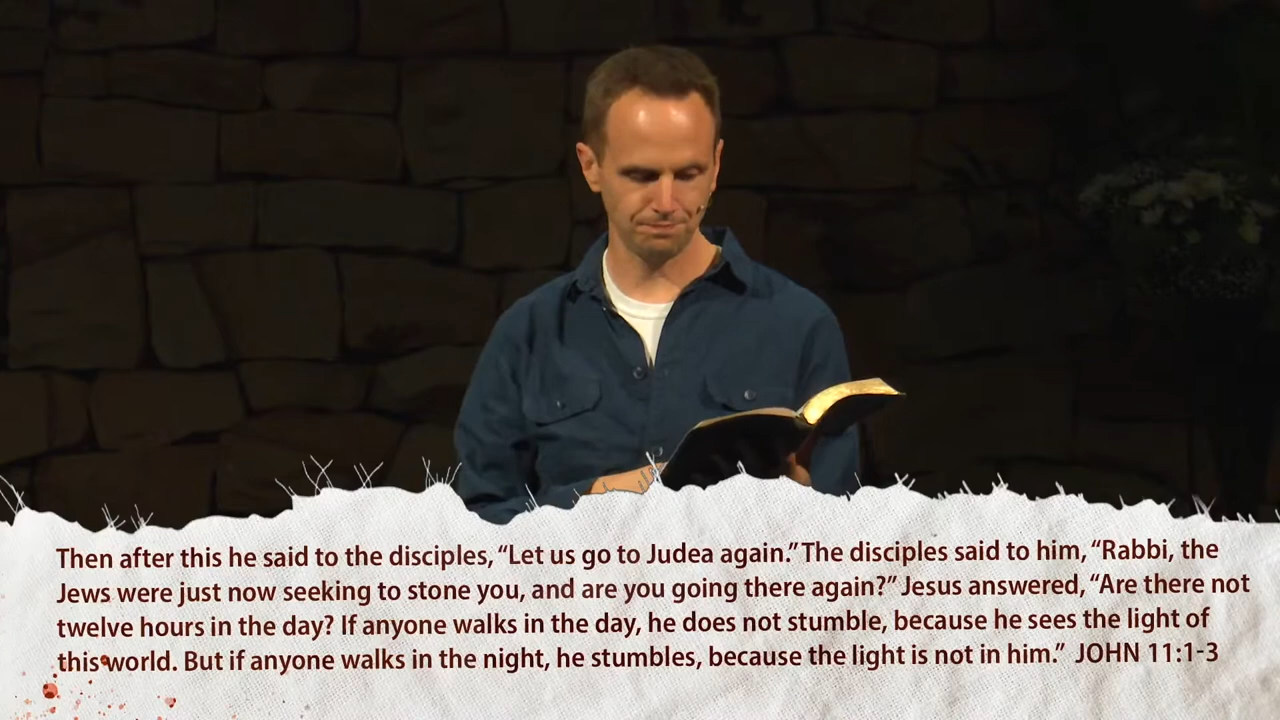 Then after this he said to the disciples, “Let us go to Judea again.” The disciples said to him, “Rabbi, the
Jews were just now seeking to stone you, and are you going there again?” Jesus answered, “Are there not
twelve hours in the day? If anyone walks in the day, he does not stumble, because he sees the light of
this world. But if anyone walks in the night, he stumbles, because the light is not in him.” JOHN 11:1-3